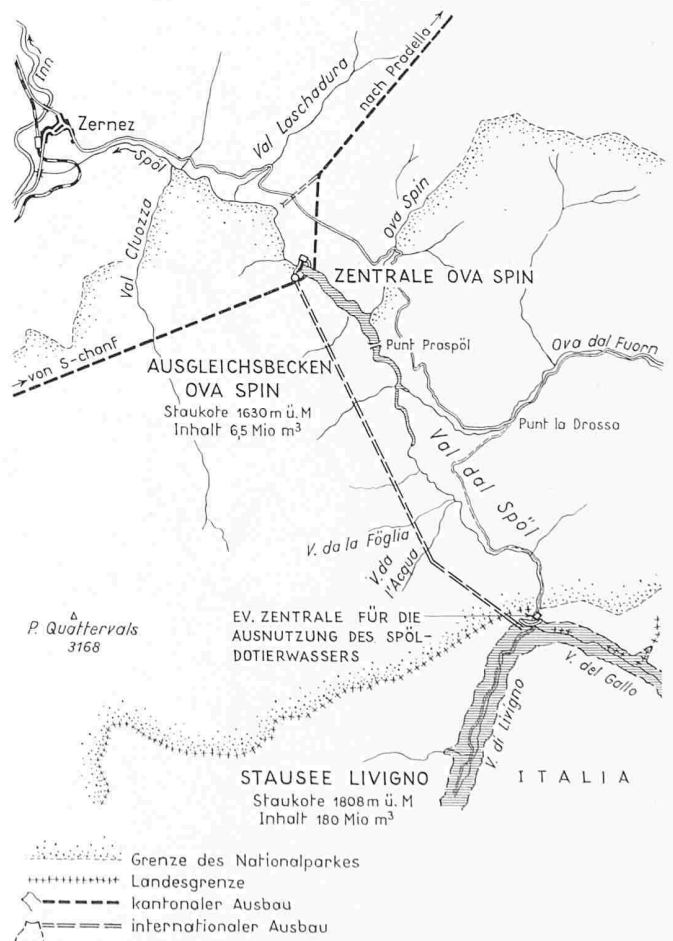 Inn
Zernez
Spöl
Val Laschadura
nach Pradella
Ova Spin
Val Cluozza
ZENTRALE OVA SPIN
von S-chanf
AUSGLEICHSBECKEN
OVA SPIN
Staukote 1630 m ü. M
Inhalt 6,5 Mio m³
Punt Praspöl
Ova dal Fuorn
Punt la Drossa
Val dal Spöl
V. da la Föglia
V. da
l'Acqua
P. Quattervals
3168
EV. ZENTRALE FÜR DIE
AUSNUTZUNG DES SPÖL-
DOTIERWASSERS
V. del Gallo
V. di Livigno
STAUSEE LIVIGNO
Staukote 1808 m ü. M
Inhalt 180 Mio m³
ITALIA
Grenze des Nationalparkes
Landesgrenze
kantonaler Ausbau
internationaler Ausbau